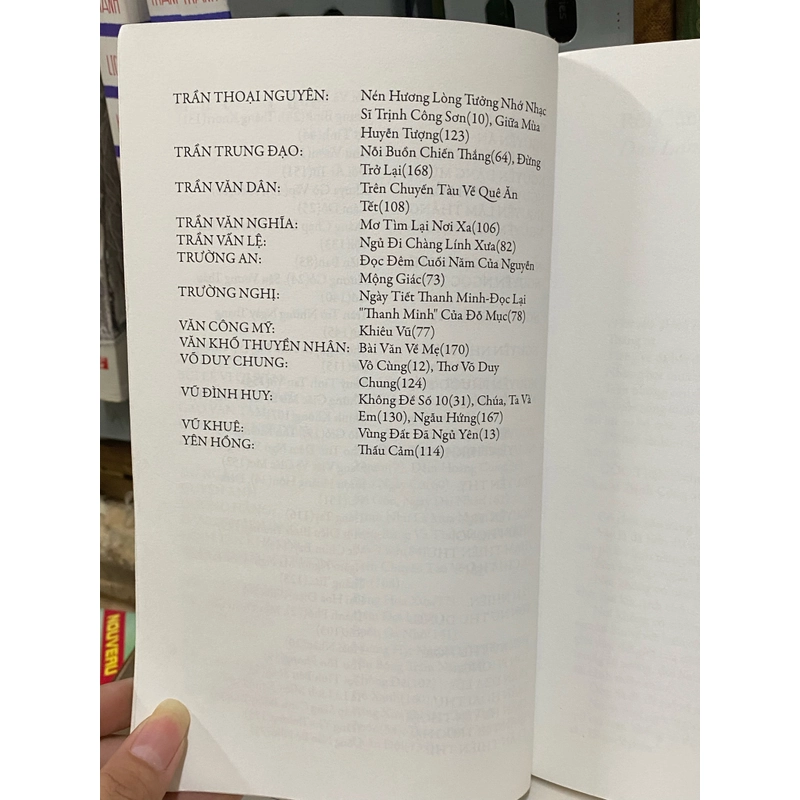 TRẦN THOẠI NGUYÊN: Nén Hương Lòng Tưởng Nhớ Nhạc
Sĩ Trịnh Công Sơn(10), Giữa Mùa
Huyễn Tượng(123)
TRẦN TRUNG ĐẠO: Nỗi Buồn Chiến Thắng(64), Đừng
Trở Lại(168)
TRẦN VĂN DÂN: Trên Chuyến Tàu Về Quê Ăn
Tết(108)
TRẦN VĂN NGHĨA: Mơ Tìm Lại Nơi Xa(106)
TRẦN VẤN LỆ: Ngủ Đi Chàng Lính Xưa(82)
TRƯỜNG AN: Đọc Đêm Cuối Năm Của Nguyễn
Mộng Giác(73)
TRƯỜNG NGHỊ: Ngày Tiết Thanh Minh-Đọc Lại
"Thanh Minh" Của Đỗ Mục(78)
VĂN CÔNG MỸ: Khiêu Vũ(77)
VĂN KHỐ THUYỀN NHÂN: Bài Văn Về Mẹ(170)
VÕ DUY CHUNG: Vô Cùng(12), Thơ Võ Duy
Chung(124)
VŨ ĐÌNH HUY: Không Đề Số 10(31), Chúa, Ta Và
Em(130), Ngẫu Hứng(167)
VŨ KHUÊ: Vùng Đất Đã Ngủ Yên(13)
YÊN HỒNG: Thấu Cảm(114)
NOUVEAU